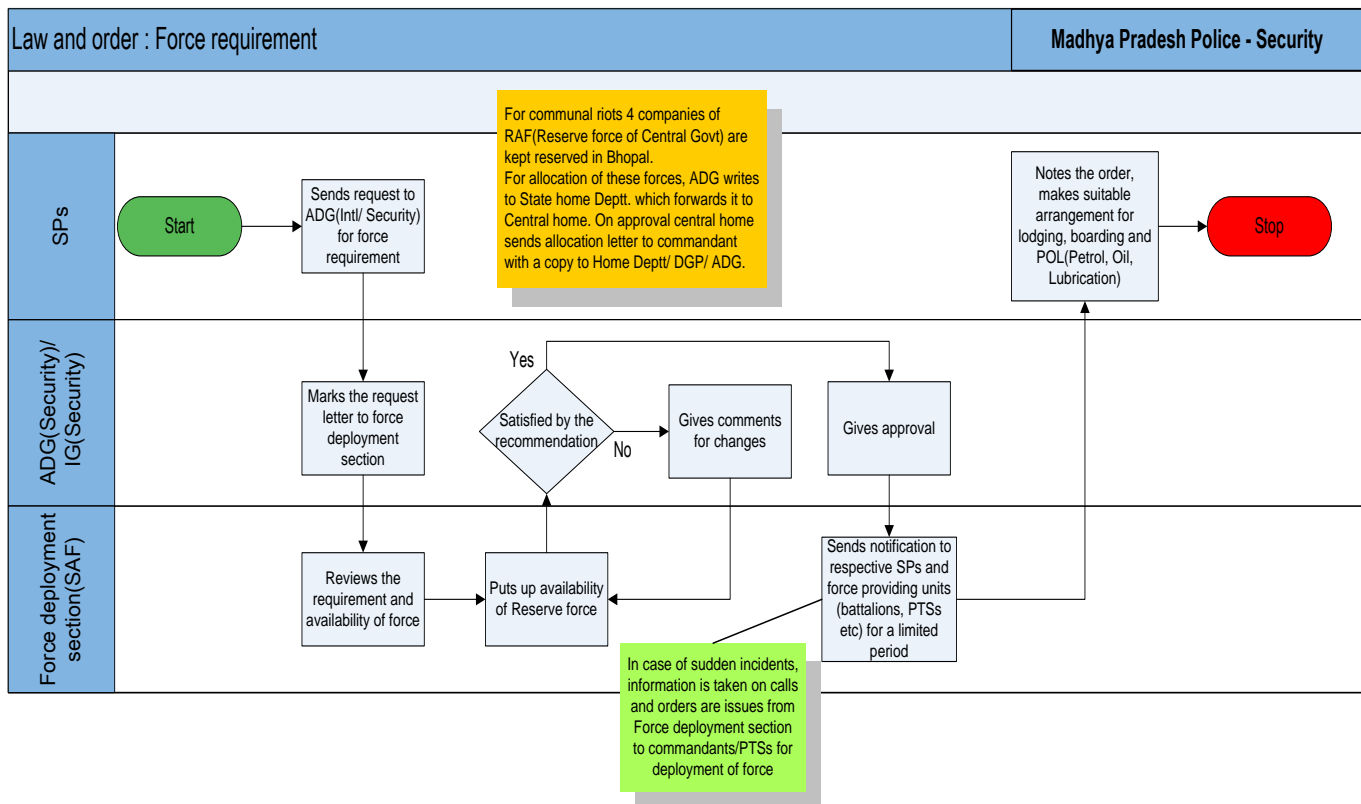 Law and order : Force requirement
Madhya Pradesh Police - Security
For communal riots 4 companies of
RAF(Reserve force of Central Govt) are
kept reserved in Bhopal.
For allocation of these forces, ADG writes
to State home Deptt. which forwards it to
Central home. On approval central home
sends allocation letter to commandant
with a copy to Home Deptt/ DGP/ ADG.
SPs
Start
Sends request to
ADG(Intl/ Security)
for force
requirement
Notes the order,
makes suitable
arrangement for
lodging, boarding and
POL(Petrol, Oil,
Lubrication)
Stop
ADG(Security)/
IG(Security)
Marks the request
letter to force
deployment
section
Yes
Satisfied by the
recommendation
No
Gives comments
for changes
Gives approval
Force deployment
section(SAF)
Reviews the
requirement and
availability of force
Puts up availability
of Reserve force
Sends notification to
respective SPs and
force providing units
(battalions, PTSs
etc) for a limited
period
In case of sudden incidents,
information is taken on calls
and orders are issues from
Force deployment section
to commandants/PTSs for
deployment of force